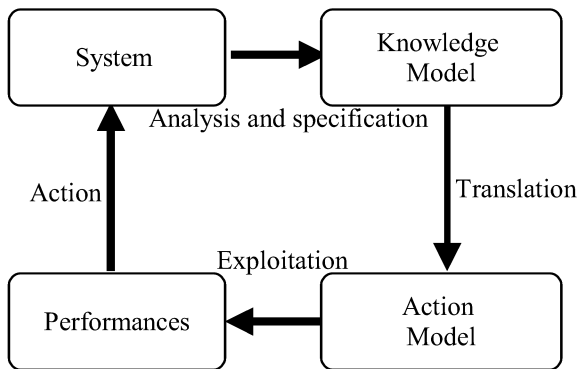 System
Knowledge
Model
Analysis and specification
Action
Translation
Exploitation
Performances
Action
Model